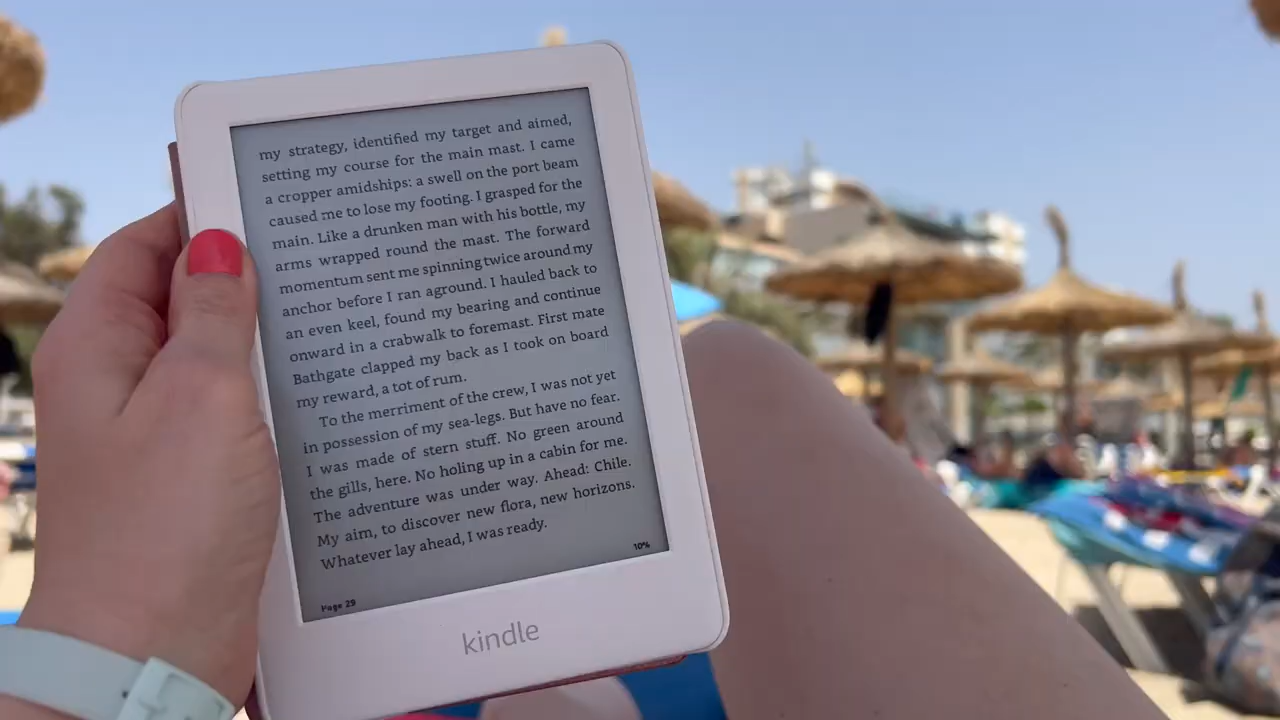 my strategy, identified my target and aimed,
setting my course for the main mast. I came
a cropper amidships: a swell on the port beam
caused me to lose my footing. I grasped for the
main. Like a drunken man with his bottle, my
arms wrapped round the mast. The forward
momentum sent me spinning twice around my
anchor before I ran aground. I hauled back to
an even keel, found my bearing and continue
onward in a crabwalk to foremast. First mate
Bathgate clapped my back as I took on board
my reward, a tot of rum.
To the merriment of the crew, I was not yet
in possession of my sea-legs. But have no fear.
I was made of stern stuff. No green around
the gills, here. No holing up in a cabin for me.
The adventure was under way. Ahead: Chile.
My aim, to discover new flora, new horizons.
Whatever lay ahead, I was ready.
Page 29 10%
kindle